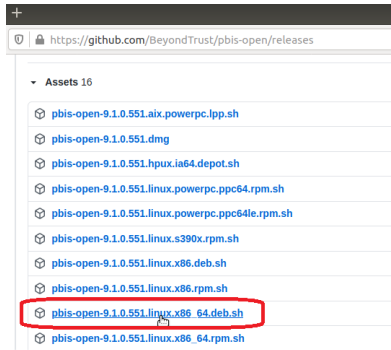 +
https://github.com/BeyondTrust/pbis-open/releases
Assets 16
pbis-open-9.1.0.551.aix.powerpc.lpp.sh
pbis-open-9.1.0.551.dmg
pbis-open-9.1.0.551.hpux.ia64.depot.sh
pbis-open-9.1.0.551.linux.powerpc.ppc64.rpm.sh
pbis-open-9.1.0.551.linux.powerpc.ppc64le.rpm.sh
pbis-open-9.1.0.551.linux.s390x.rpm.sh
pbis-open-9.1.0.551.linux.x86.deb.sh
pbis-open-9.1.0.551.linux.x86.rpm.sh
pbis-open-9.1.0.551.linux.x86_64.deb.sh
pbis-open-9.1.0.551.linux.x86_64.rpm.sh